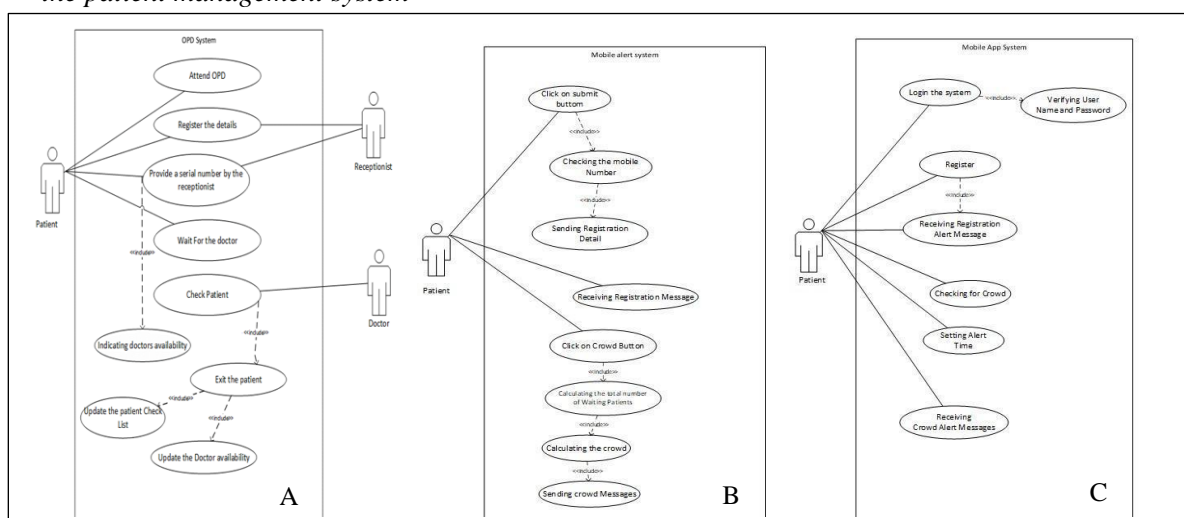 the patient management system
OPD System
Attend OPD
Register the details
Provide a serial number by the
receptionist
Wait For the doctor
Check Patient
Indicating doctors availability
Exit the patient
Update the patient Check
List
Update the Doctor availability
<<include>>
<<include>>
<<include>>
<<include>>
Patient
Receptionist
Doctor
A
Mobile alert system
Click on submit
buttom
<<include>>
Checking the mobile
Number
<<include>>
Sending Registration
Detail
Patient
Receiving Registration Message
Click on Crowd Button
<<include>>
Calculating the total number
of Waiting Patients
<<include>>
Calculating the crowd
<<include>>
Sending crowd Messages
B
Mobile App System
Login the system
<<include>>
Verifying User
Name and Password
Register
<<include>>
Receiving Registration
Alert Message
Patient
Checking for Crowd
Setting Alert
Time
Receiving
Crowd Alert Messages
C